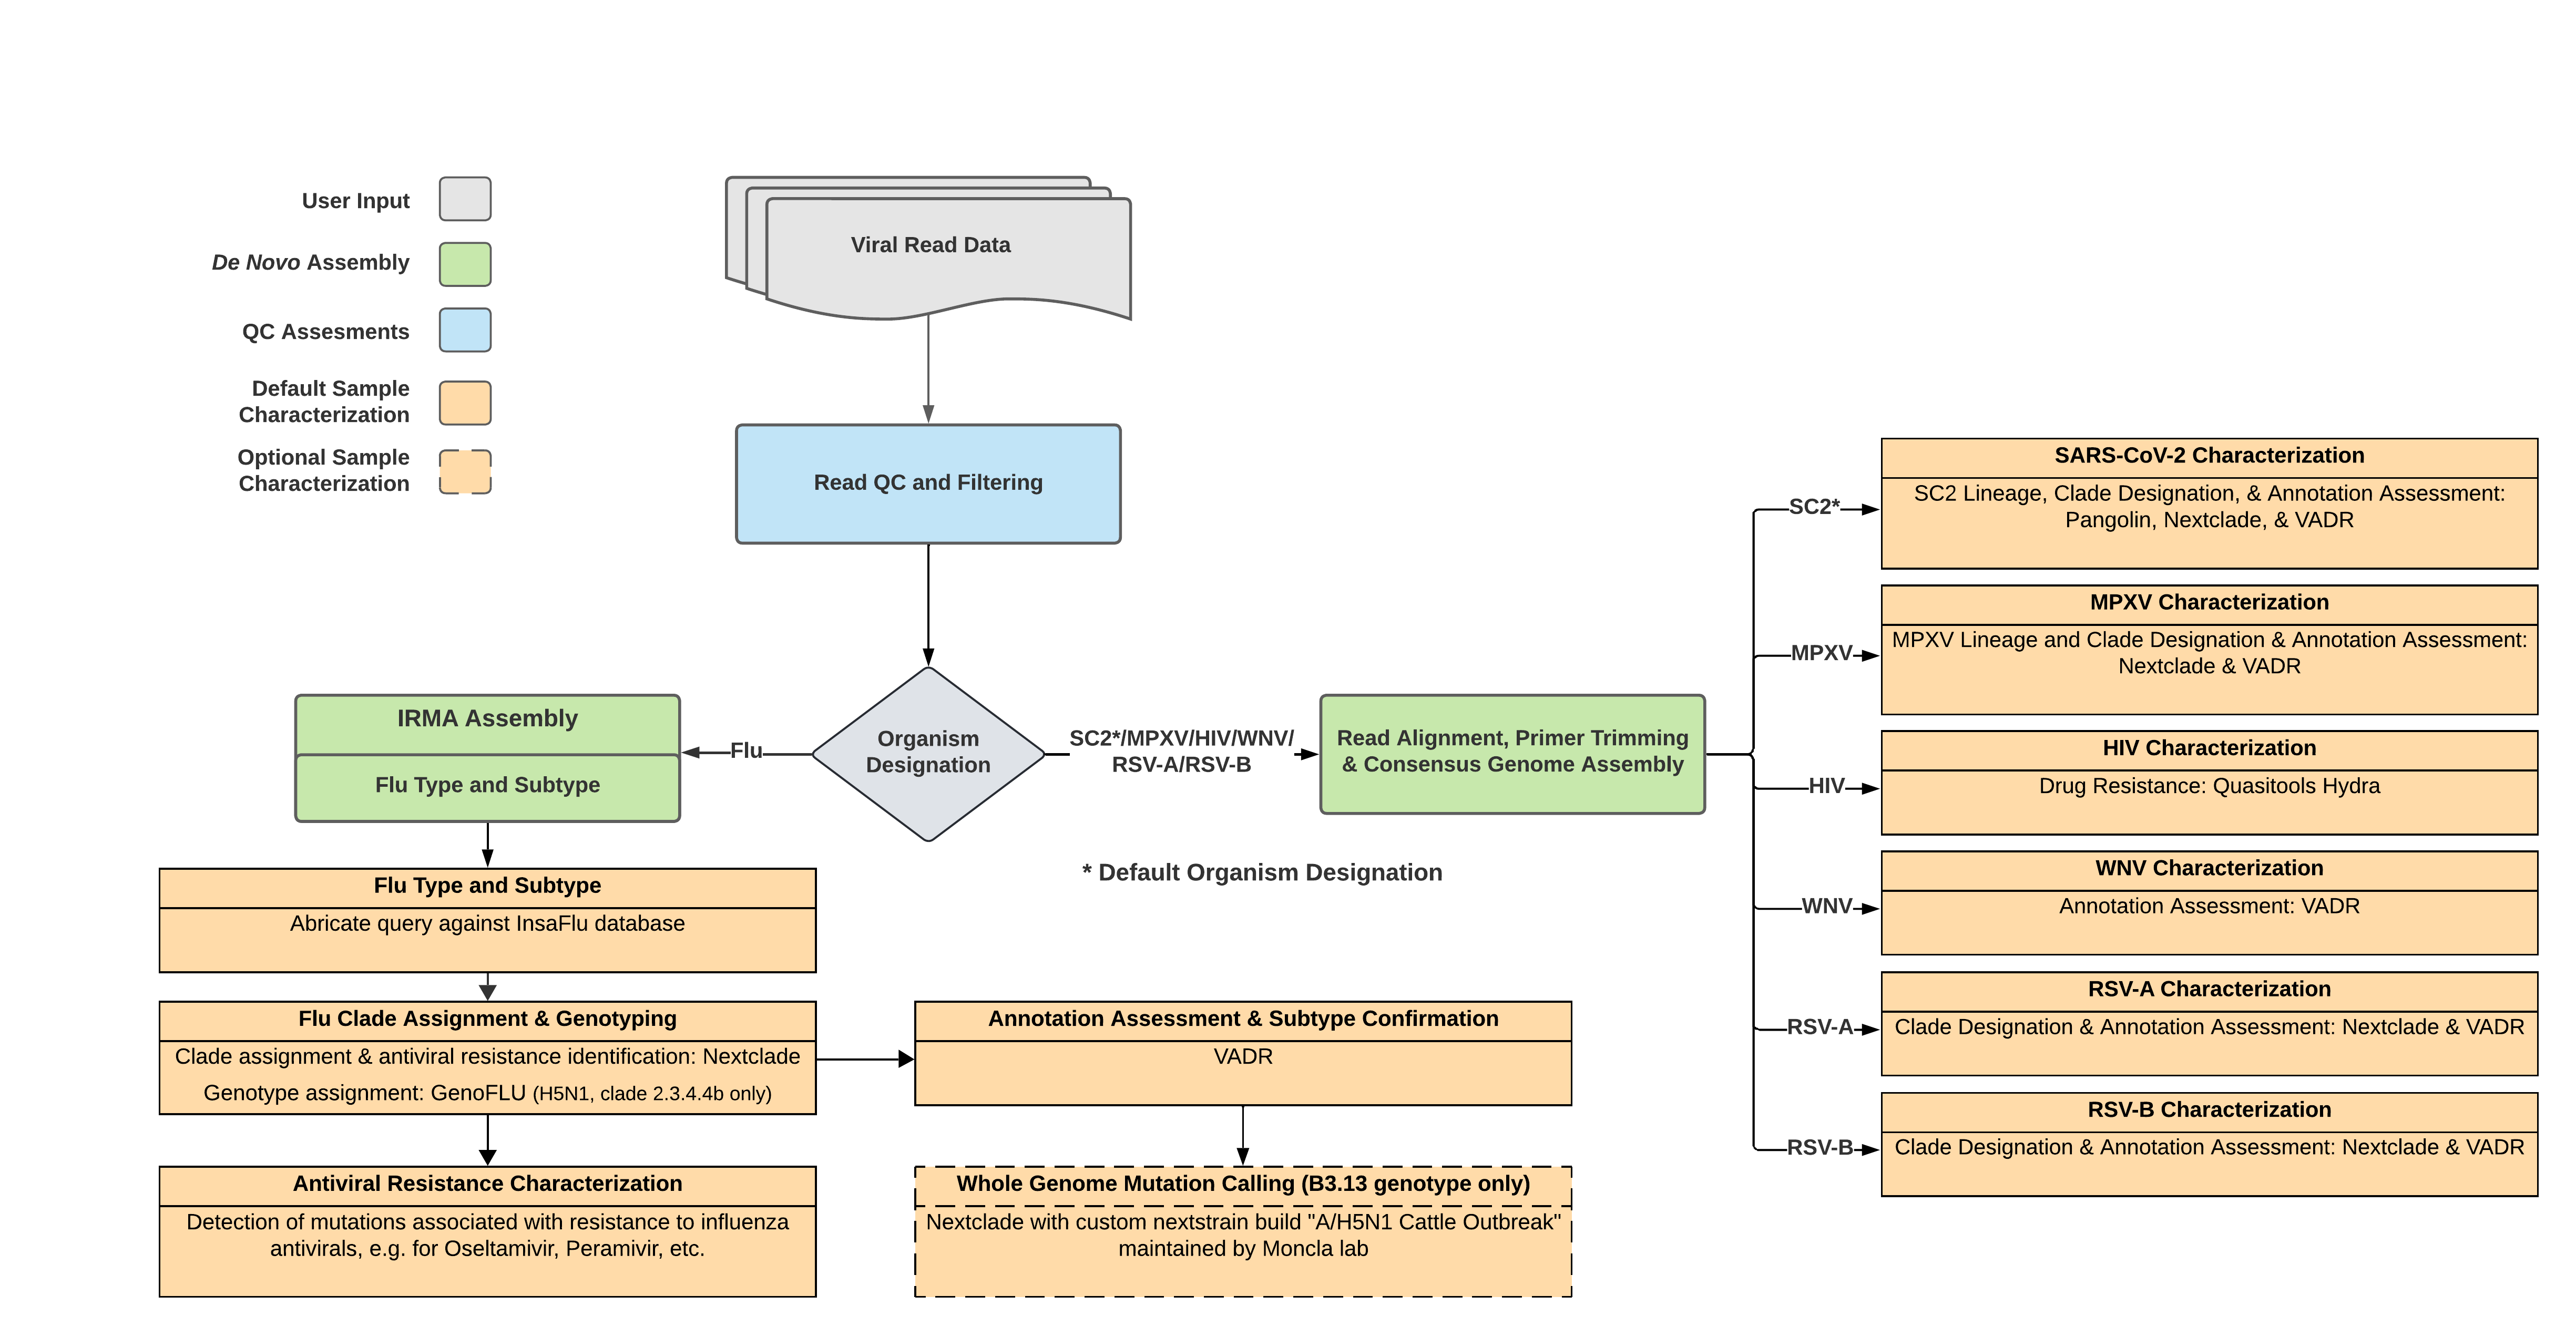 User Input
De Novo Assembly
QC Assesments
Default Sample
Characterization
Optional Sample
Characterization
Viral Read Data
Read QC and Filtering
Organism
Designation
Flu
IRMA Assembly
Flu Type and Subtype
Flu Type and Subtype
Abricate query against InsaFlu database
Flu Clade Assignment & Genotyping
Clade assignment & antiviral resistance identification: Nextclade
Genotype assignment: GenoFLU (H5N1, clade 2.3.4.4b only)
Antiviral Resistance Characterization
Detection of mutations associated with resistance to influenza
antivirals, e.g. for Oseltamivir, Peramivir, etc.
Annotation Assessment & Subtype Confirmation
VADR
Whole Genome Mutation Calling (B3.13 genotype only)
Nextclade with custom nextstrain build "A/H5N1 Cattle Outbreak"
maintained by Moncla lab
SC2*/MPXV/HIV/WNV/
RSV-A/RSV-B
* Default Organism Designation
Read Alignment, Primer Trimming
& Consensus Genome Assembly
SC2*
SARS-CoV-2 Characterization
SC2 Lineage, Clade Designation, & Annotation Assessment:
Pangolin, Nextclade, & VADR
MPXV
MPXV Characterization
MPXV Lineage and Clade Designation & Annotation Assessment:
Nextclade & VADR
HIV
HIV Characterization
Drug Resistance: Quasitools Hydra
WNV
WNV Characterization
Annotation Assessment: VADR
RSV-A
RSV-A Characterization
Clade Designation & Annotation Assessment: Nextclade & VADR
RSV-B
RSV-B Characterization
Clade Designation & Annotation Assessment: Nextclade & VADR